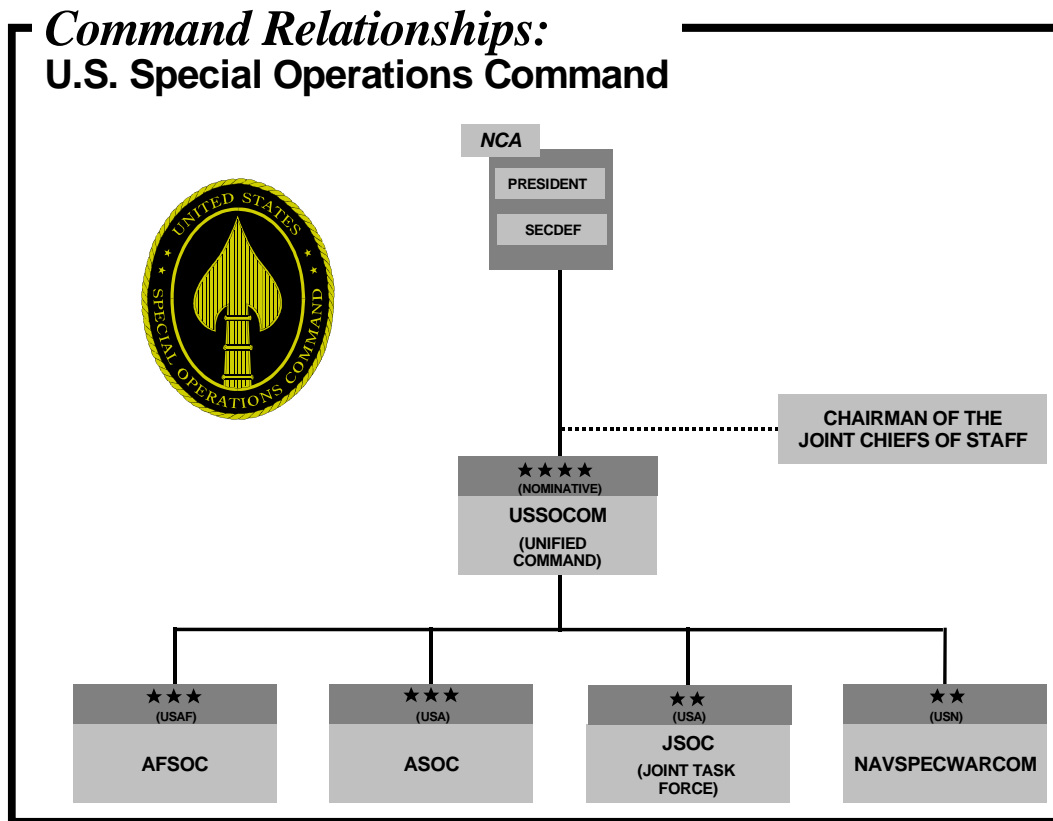 Command Relationships:
U.S. Special Operations Command
NCA
PRESIDENT
SECDEF
UNITED STATES
SPECIAL OPERATIONS COMMAND
CHAIRMAN OF THE
JOINT CHIEFS OF STAFF
(NOMINATIVE)
USSOCOM
(UNIFIED
COMMAND)
(USAF)
AFSOC
(USA)
ASOC
(USA)
JSOC
(JOINT TASK
FORCE)
(USN)
NAVSPECWARCOM